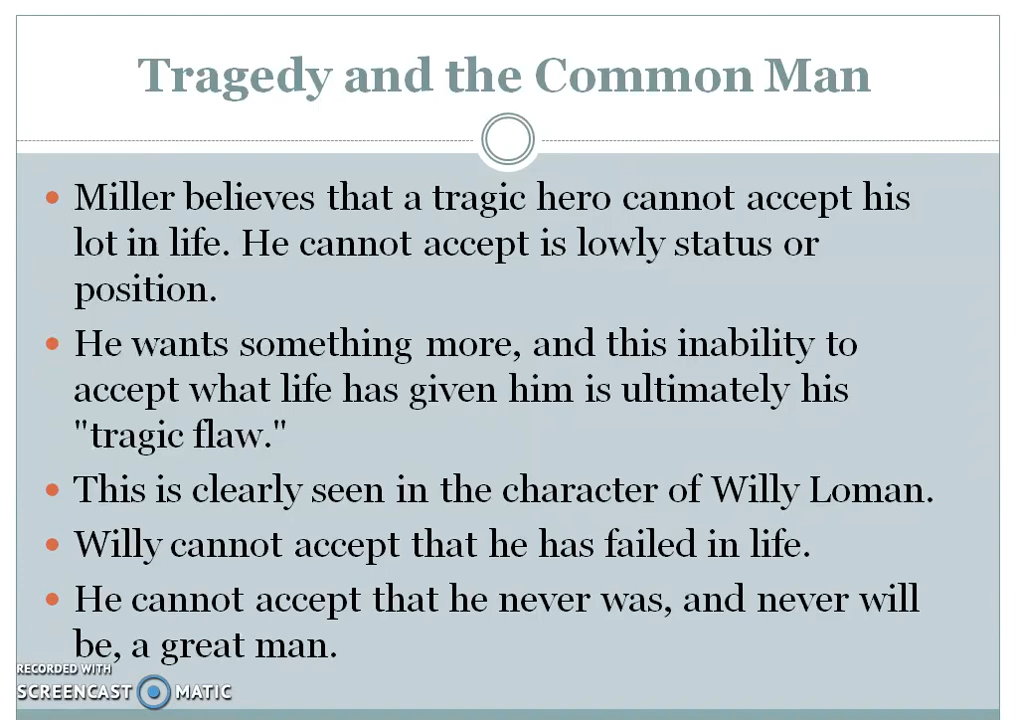 Tragedy and the Common Man
• Miller believes that a tragic hero cannot accept his
lot in life. He cannot accept is lowly status or
position.
• He wants something more, and this inability to
accept what life has given him is ultimately his
"tragic flaw."
• This is clearly seen in the character of Willy Loman.
• Willy cannot accept that he has failed in life.
• He cannot accept that he never was, and never will
be, a great man.
RECORDED WITH
SCREENCAST MATIC